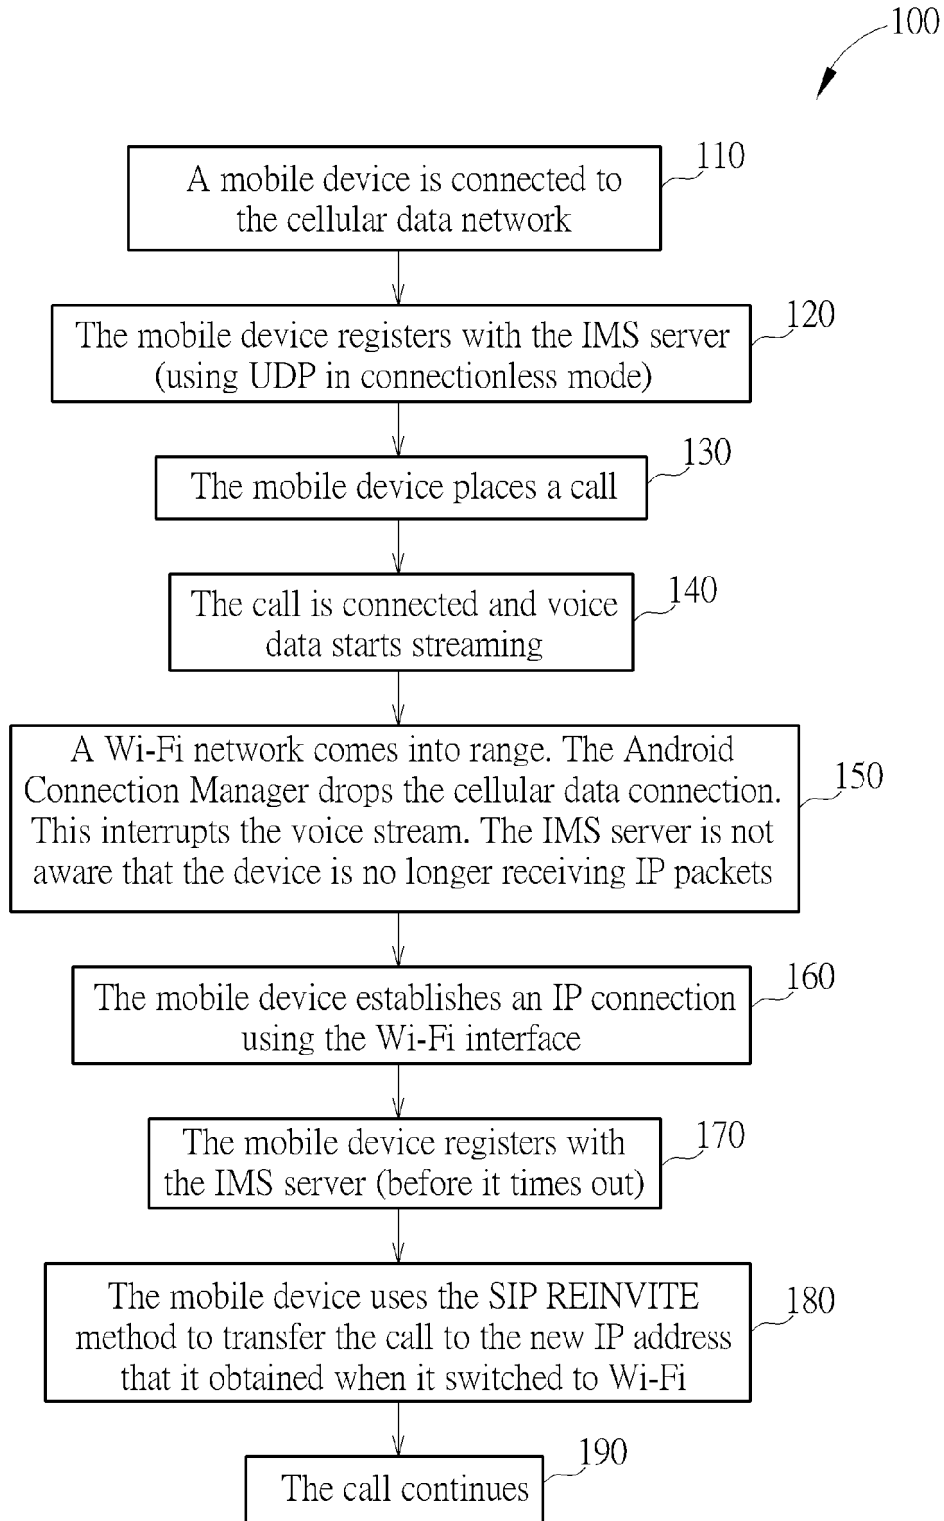 100
110
A mobile device is connected to
the cellular data network
120
The mobile device registers with the IMS server
(using UDP in connectionless mode)
130
The mobile device places a call
140
The call is connected and voice
data starts streaming
150
A Wi-Fi network comes into range. The Android
Connection Manager drops the cellular data connection.
This interrupts the voice stream. The IMS server is not
aware that the device is no longer receiving IP packets
160
The mobile device establishes an IP connection
using the Wi-Fi interface
170
The mobile device registers with
the IMS server (before it times out)
180
The mobile device uses the SIP REINVITE
method to transfer the call to the new IP address
that it obtained when it switched to Wi-Fi
190
The call continues